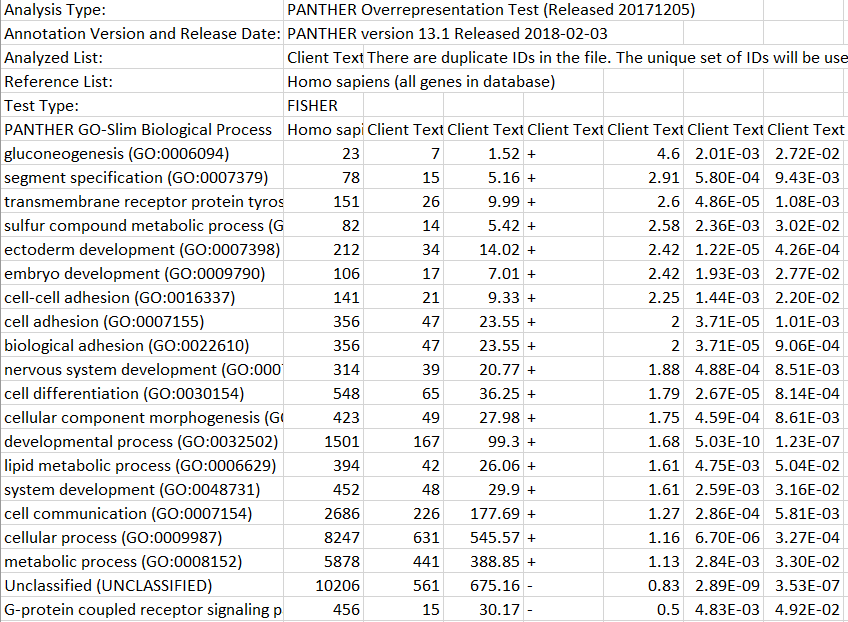 Analysis Type: PANTHER Overrepresentation Test (Released 20171205)
Annotation Version and Release Date: PANTHER version 13.1 Released 2018-02-03
Analyzed List: Client Text There are duplicate IDs in the file. The unique set of IDs will be use
Reference List: Homo sapiens (all genes in database)
Test Type: FISHER
PANTHER GO-Slim Biological Process Homo sapi Client Text Client Text Client Text Client Text Client Text Client Text
gluconeogenesis (GO:0006094) 23 7 1.52 + 4.6 2.01E-03 2.72E-02
segment specification (GO:0007379) 78 15 5.16 + 2.91 5.80E-04 9.43E-03
transmembrane receptor protein tyros 151 26 9.99 + 2.6 4.86E-05 1.08E-03
sulfur compound metabolic process (G 82 14 5.42 + 2.58 2.36E-03 3.02E-02
ectoderm development (GO:0007398) 212 34 14.02 + 2.42 1.22E-05 4.26E-04
embryo development (GO:0009790) 106 17 7.01 + 2.42 1.93E-03 2.77E-02
cell-cell adhesion (GO:0016337) 141 21 9.33 + 2.25 1.44E-03 2.20E-02
cell adhesion (GO:0007155) 356 47 23.55 + 2 3.71E-05 1.01E-03
biological adhesion (GO:0022610) 356 47 23.55 + 2 3.71E-05 9.06E-04
nervous system development (GO:000 314 39 20.77 + 1.88 4.88E-04 8.51E-03
cell differentiation (GO:0030154) 548 65 36.25 + 1.79 2.67E-05 8.14E-04
cellular component morphogenesis (G 423 49 27.98 + 1.75 4.59E-04 8.61E-03
developmental process (GO:0032502) 1501 167 99.3 + 1.68 5.03E-10 1.23E-07
lipid metabolic process (GO:0006629) 394 42 26.06 + 1.61 4.75E-03 5.04E-02
system development (GO:0048731) 452 48 29.9 + 1.61 2.59E-03 3.16E-02
cell communication (GO:0007154) 2686 226 177.69 + 1.27 2.86E-04 5.81E-03
cellular process (GO:0009987) 8247 631 545.57 + 1.16 6.70E-06 3.27E-04
metabolic process (GO:0008152) 5878 441 388.85 + 1.13 2.84E-03 3.30E-02
Unclassified (UNCLASSIFIED) 10206 561 675.16 - 0.83 2.89E-09 3.53E-07
G-protein coupled receptor signaling p 456 15 30.17 - 0.5 4.83E-03 4.92E-02